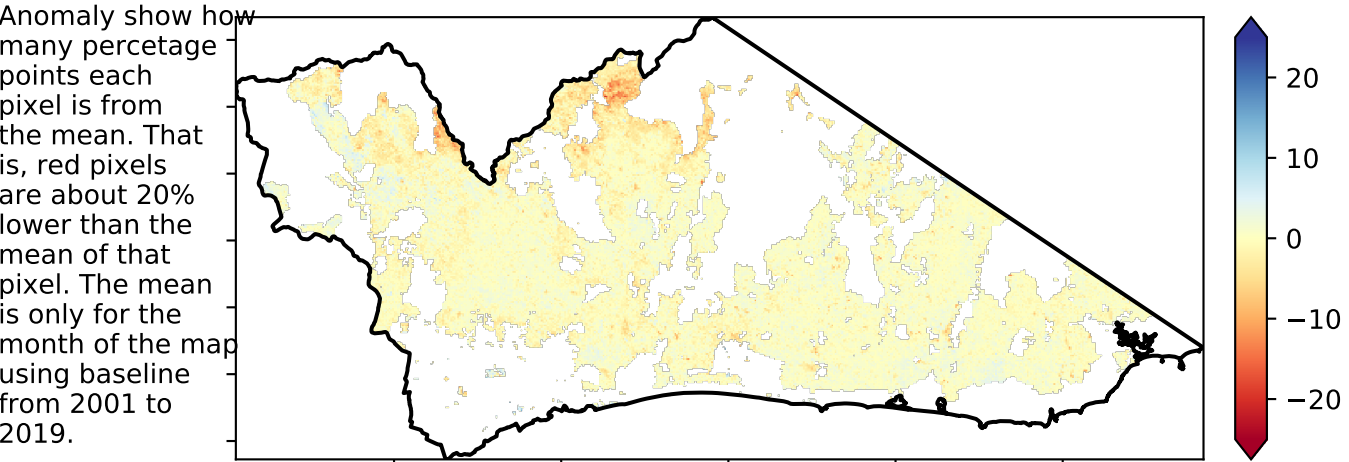 Anomaly show how
many percetage
points each
pixel is from
the mean. That
is, red pixels
are about 20%
lower than the
mean of that
pixel. The mean
is only for the
month of the map
using baseline
from 2001 to
2019.
20
10
0
−10
−20